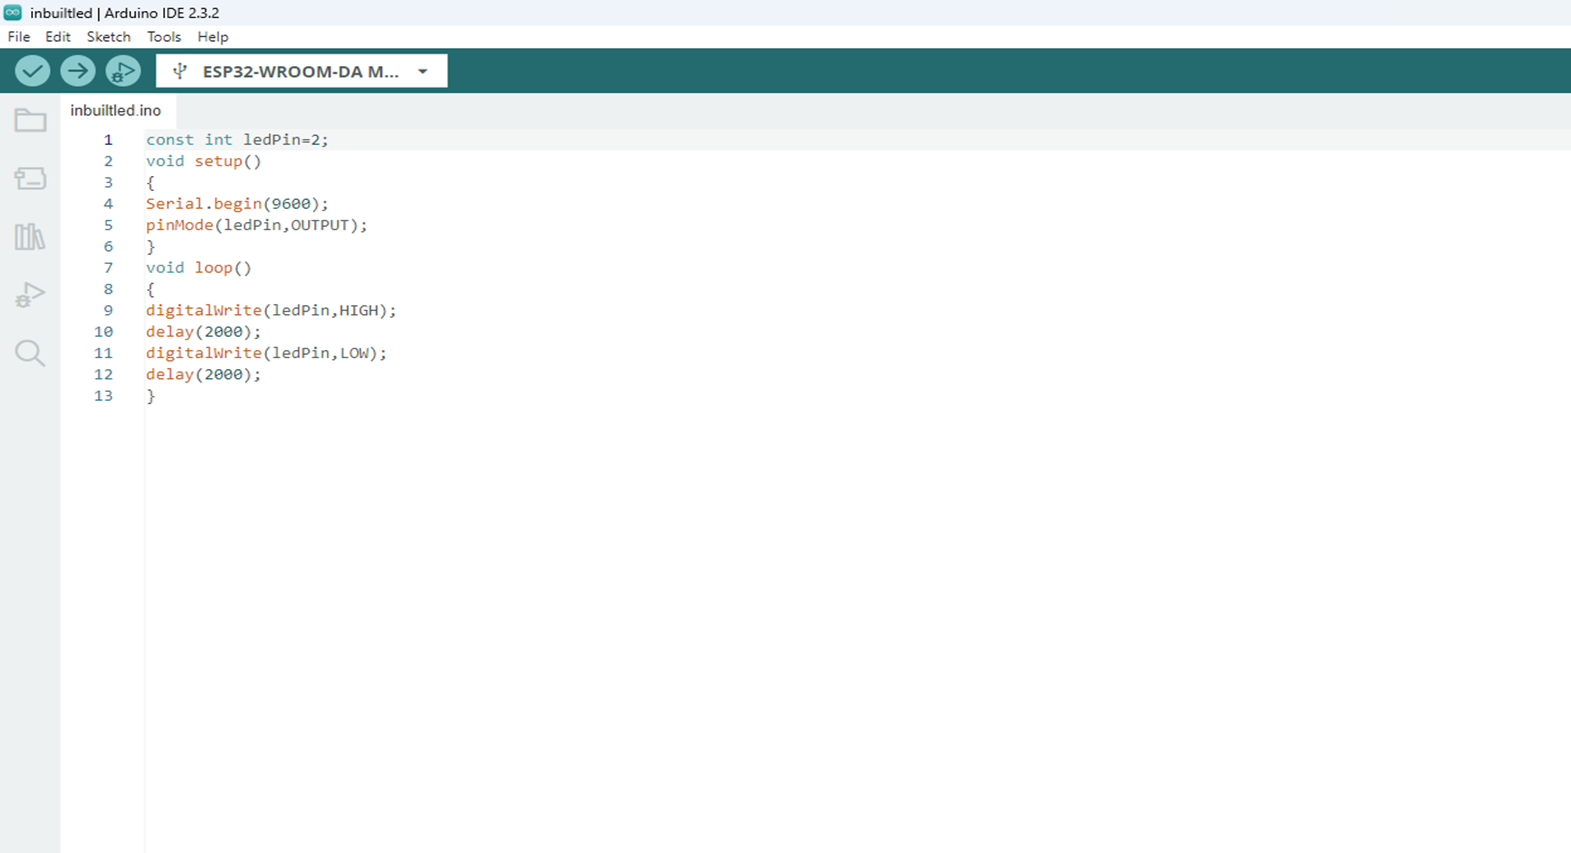 inbuiltled | Arduino IDE 2.3.2
File Edit Sketch Tools Help
ESP32-WROOM-DA M...
inbuiltled.ino
1 const int ledPin=2;
2 void setup()
3 {
4 Serial.begin(9600);
5 pinMode(ledPin,OUTPUT);
6 }
7 void loop()
8 {
9 digitalWrite(ledPin,HIGH);
10 delay(2000);
11 digitalWrite(ledPin,LOW);
12 delay(2000);
13 }